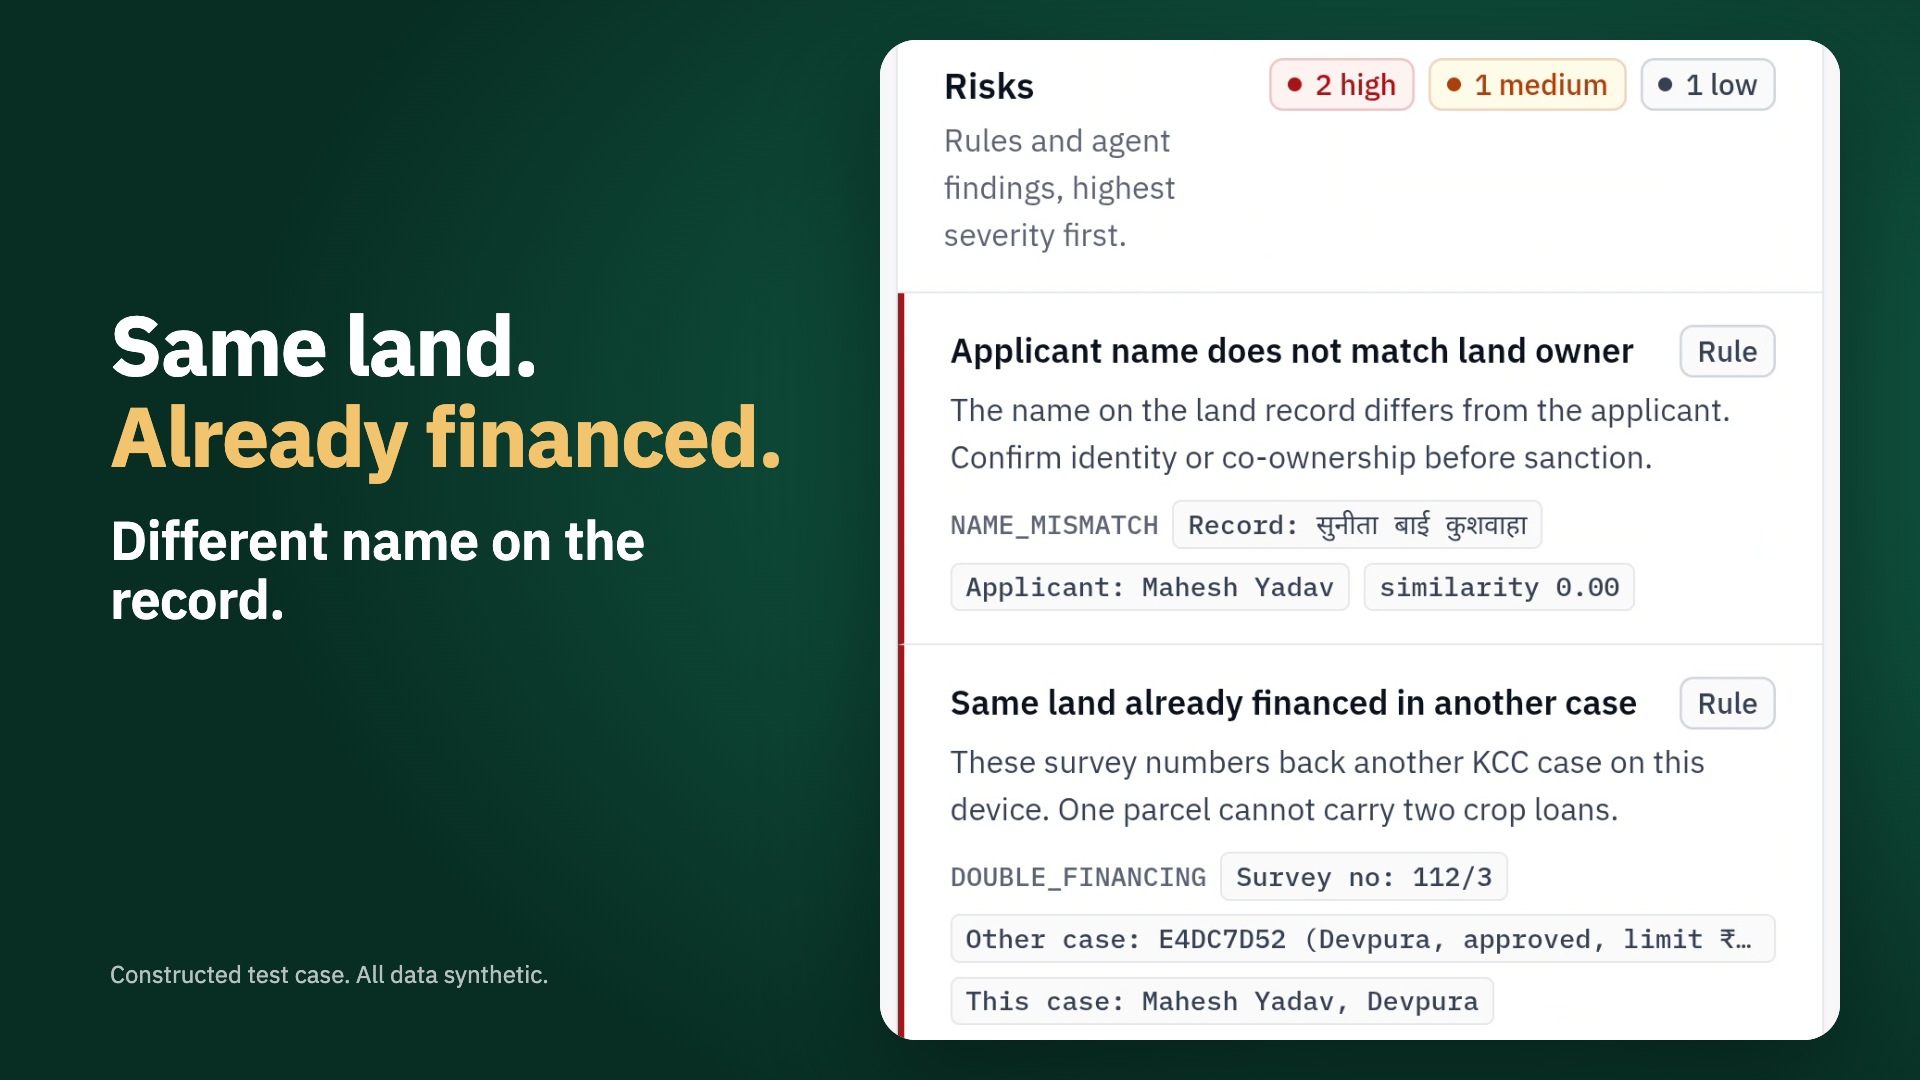 Same land.
Already financed.
Different name on the
record.
Constructed test case. All data synthetic.
Risks
2 high
1 medium
1 low
Rules and agent
findings, highest
severity first.
Applicant name does not match land owner
Rule
The name on the land record differs from the applicant.
Confirm identity or co-ownership before sanction.
NAME_MISMATCH Record: सुनीता बाई कुशवाहा
Applicant: Mahesh Yadav similarity 0.00
Same land already financed in another case
Rule
These survey numbers back another KCC case on this
device. One parcel cannot carry two crop loans.
DOUBLE_FINANCING Survey no: 112/3
Other case: E4DC7D52 (Devpura, approved, limit ₹…
This case: Mahesh Yadav, Devpura